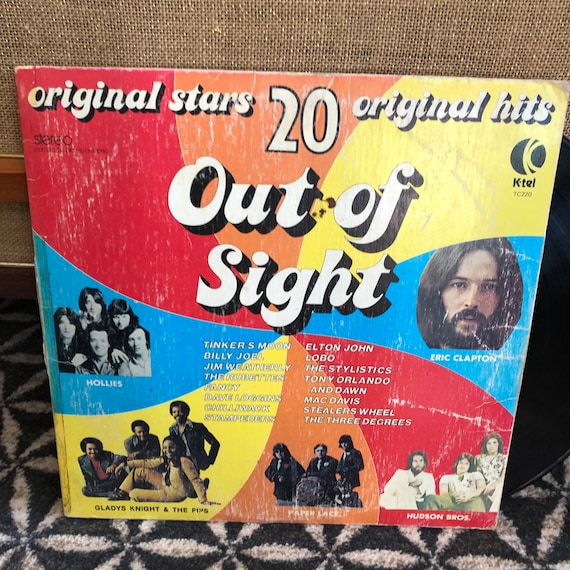 original stars 20 original hits
stereo
K-tel
TC220
Out of
Sight
HOLLIES
ERIC CLAPTON
TINKER'S MOON
BILLY JOEL
JIM WEATHERLY
THE RUBETTES
FANCY
DAVE LOGGINS
CHILLIWACK
STAMPEDERS
ELTON JOHN
LOBO
THE STYLISTICS
TONY ORLANDO
AND DAWN
MAC DAVIS
STEALERS WHEEL
THE THREE DEGREES
GLADYS KNIGHT & THE PIPS
PAPER LACE
HUDSON BROS.